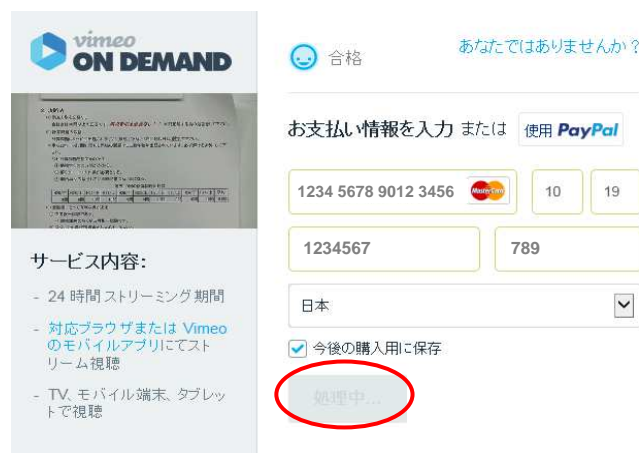 vimeo
ON DEMAND
サービス内容:
- 24 時間ストリーミング期間
- 対応ブラウザまたは Vimeo
のモバイルアプリにてスト
リーム視聴
- TV、モバイル端末、タブレッ
トで視聴
合格
あなたではありませんか?
お支払い情報を入力 または 使用 PayPal
1234 5678 9012 3456 MasterCard 10 19
1234567 789
日本
今後の購入用に保存
処理中...